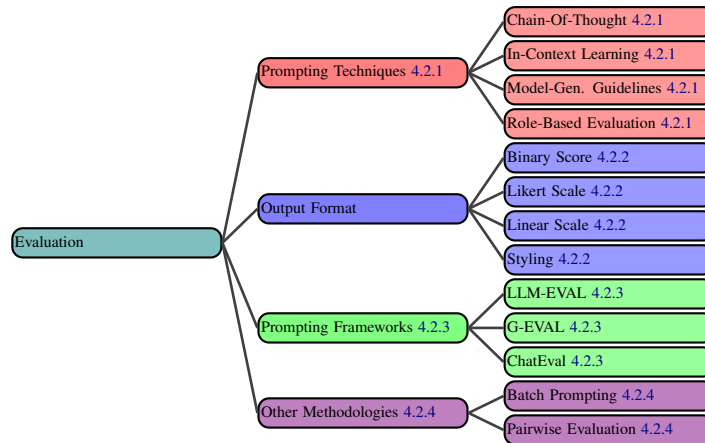 Evaluation
Prompting Techniques 4.2.1
Chain-Of-Thought 4.2.1
In-Context Learning 4.2.1
Model-Gen. Guidelines 4.2.1
Role-Based Evaluation 4.2.1
Output Format
Binary Score 4.2.2
Likert Scale 4.2.2
Linear Scale 4.2.2
Styling 4.2.2
Prompting Frameworks 4.2.3
LLM-EVAL 4.2.3
G-EVAL 4.2.3
ChatEval 4.2.3
Other Methodologies 4.2.4
Batch Prompting 4.2.4
Pairwise Evaluation 4.2.4